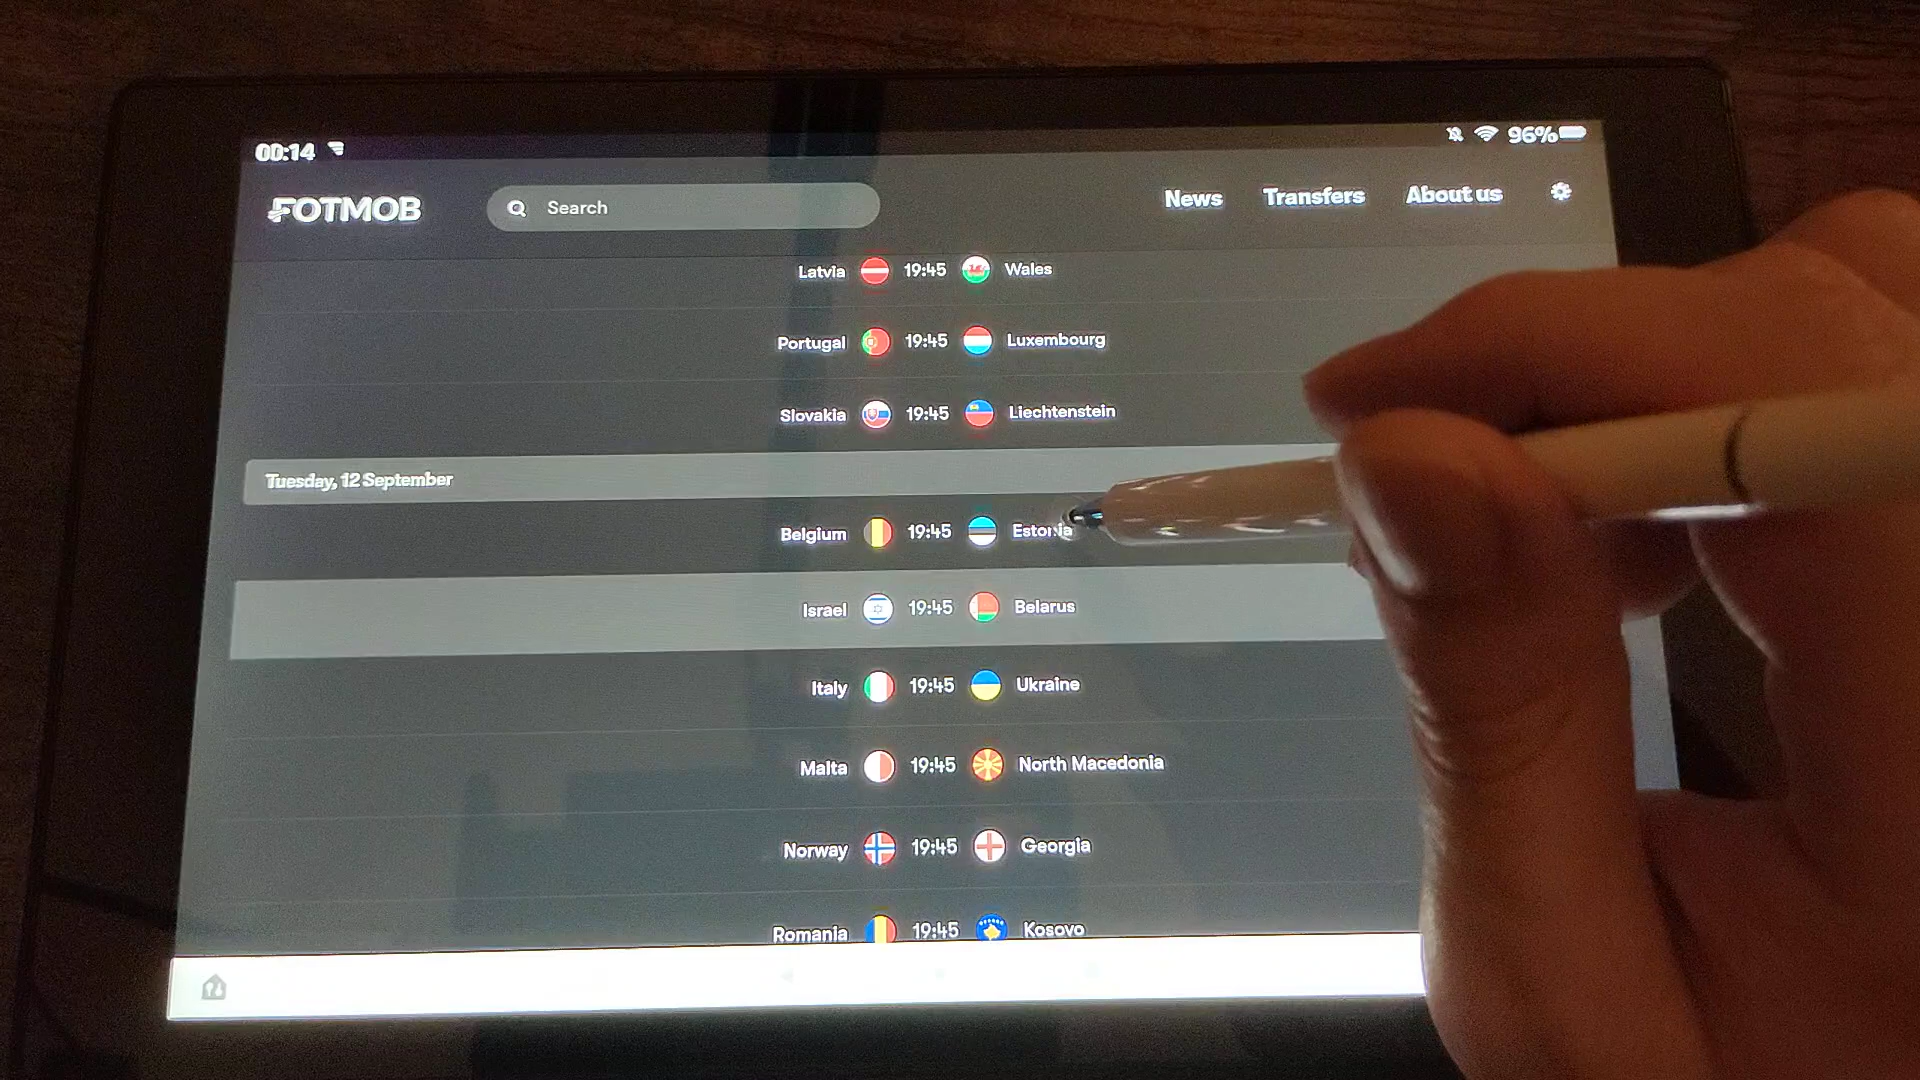 00:14
96%
FOTMOB Search News Transfers About us
Latvia 19:45 Wales
Portugal 19:45 Luxembourg
Slovakia 19:45 Liechtenstein
Tuesday, 12 September
Belgium 19:45 Estonia
Israel 19:45 Belarus
Italy 19:45 Ukraine
Malta 19:45 North Macedonia
Norway 19:45 Georgia
Romania 19:45 Kosovo